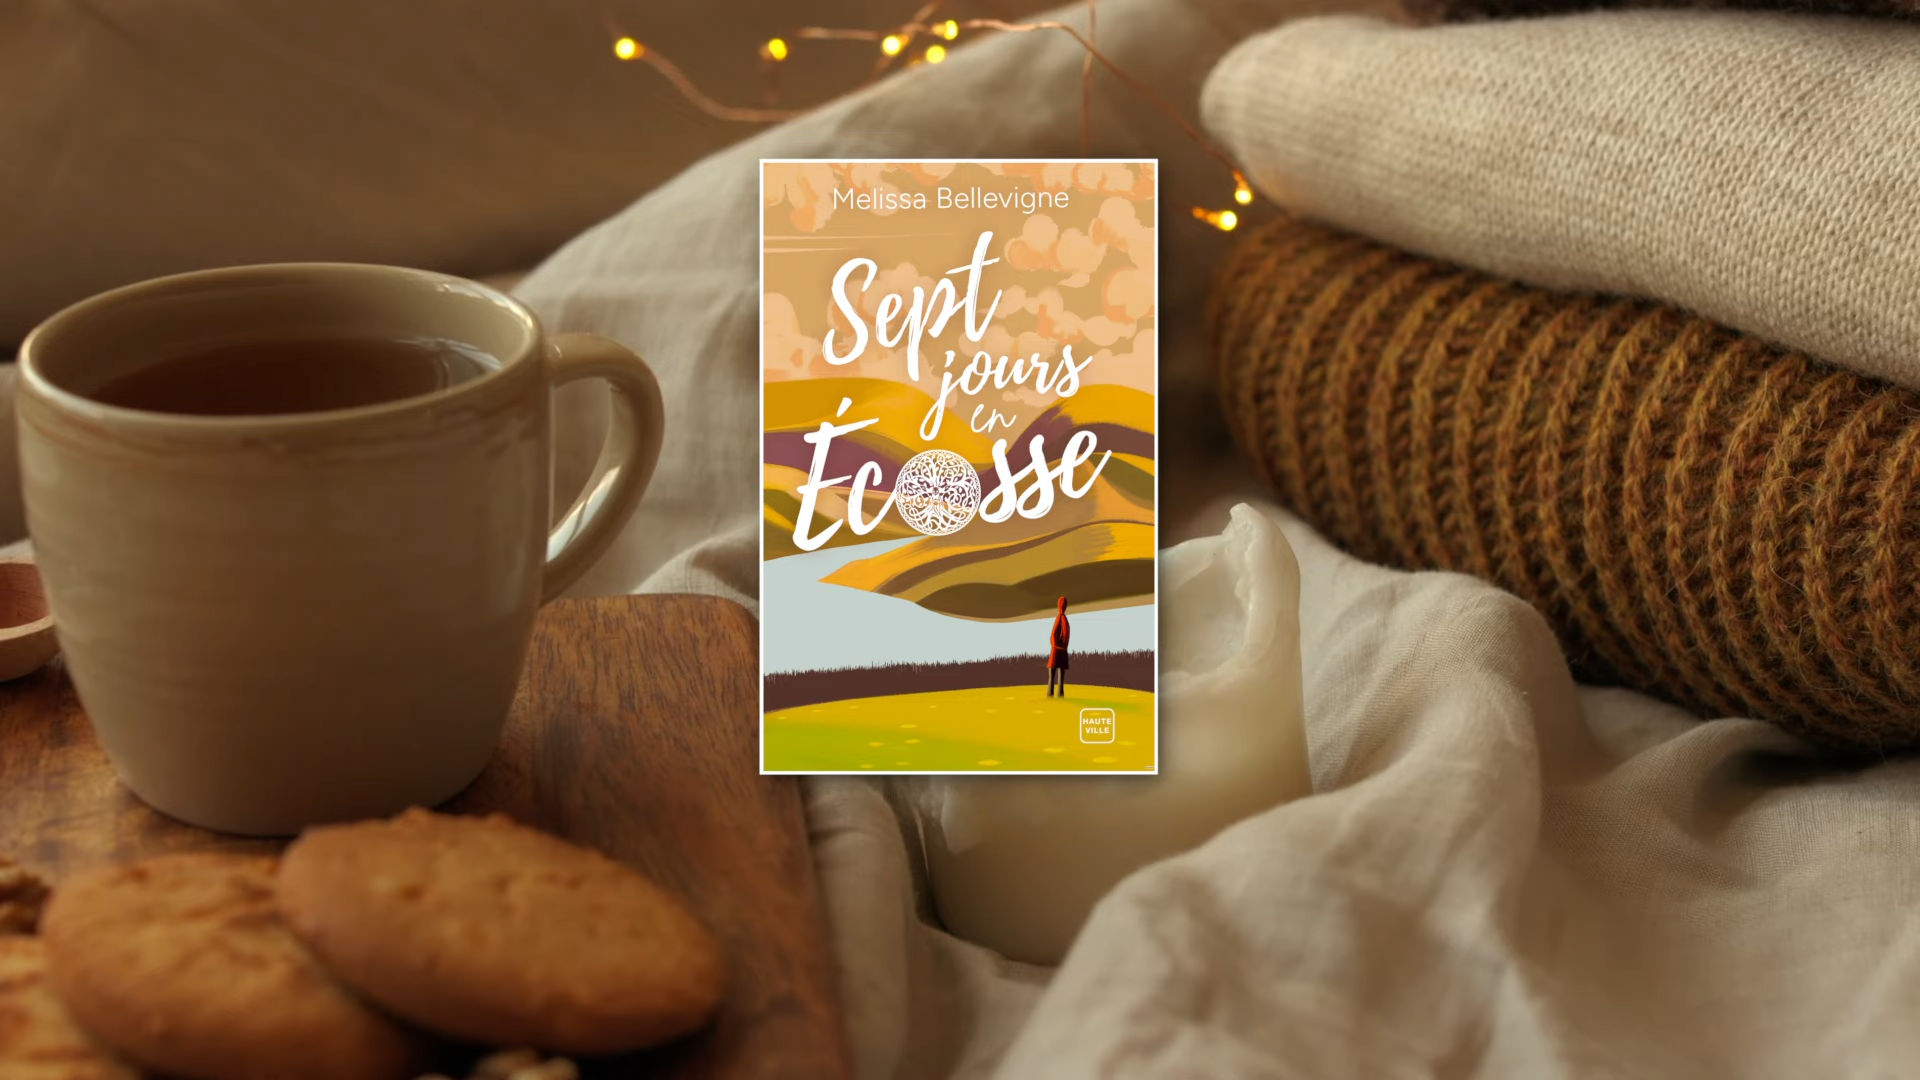 Melissa Bellevigne
Sept
jours
en
Écosse
HAUTE
VILLE